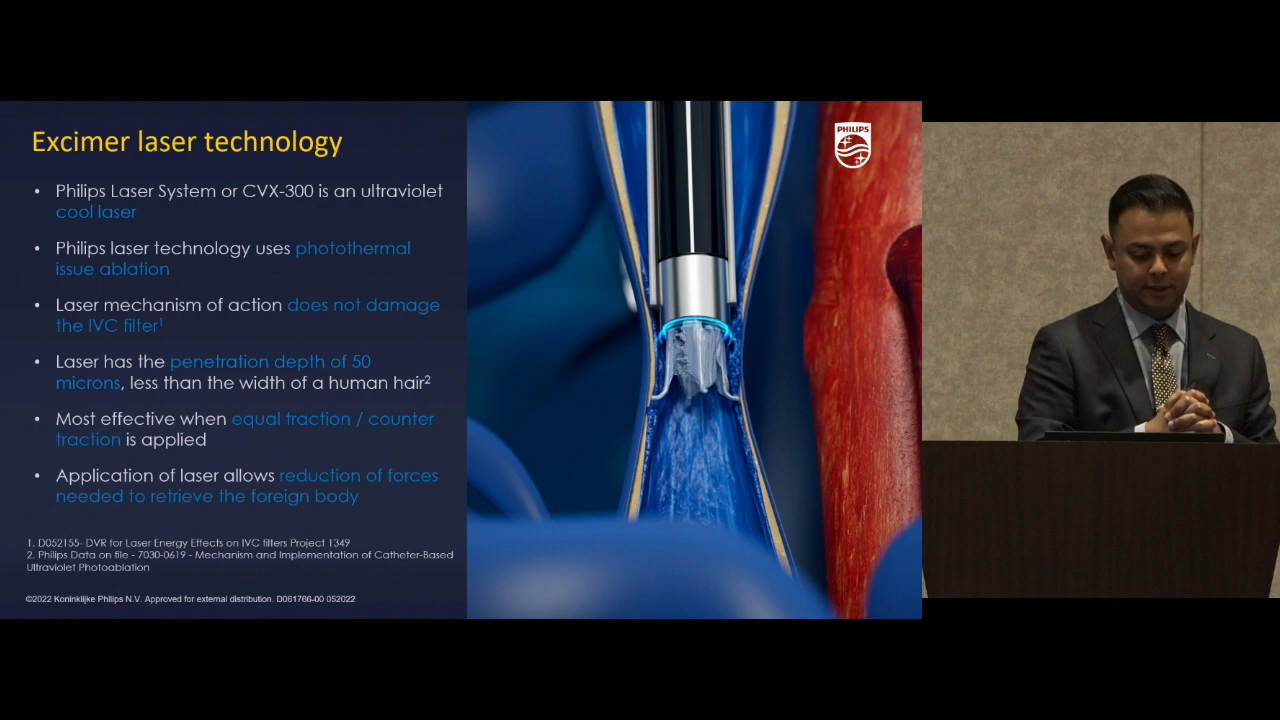 Excimer laser technology
• Philips Laser System or CVX-300 is an ultraviolet
cool laser
• Philips laser technology uses photothermal
issue ablation
• Laser mechanism of action does not damage
the IVC filter1
• Laser has the penetration depth of 50
microns, less than the width of a human hair2
• Most effective when equal traction / counter
traction is applied
• Application of laser allows reduction of forces
needed to retrieve the foreign body
1. D052155- DVR for Laser Energy Effects on IVC filters Project 1349
2. Philips Data on file - 7030-0619 - Mechanism and Implementation of Catheter-Based
Ultraviolet Photoablation
©2022 Koninklijke Philips N.V. Approved for external distribution. D061766-00 052022
PHILIPS